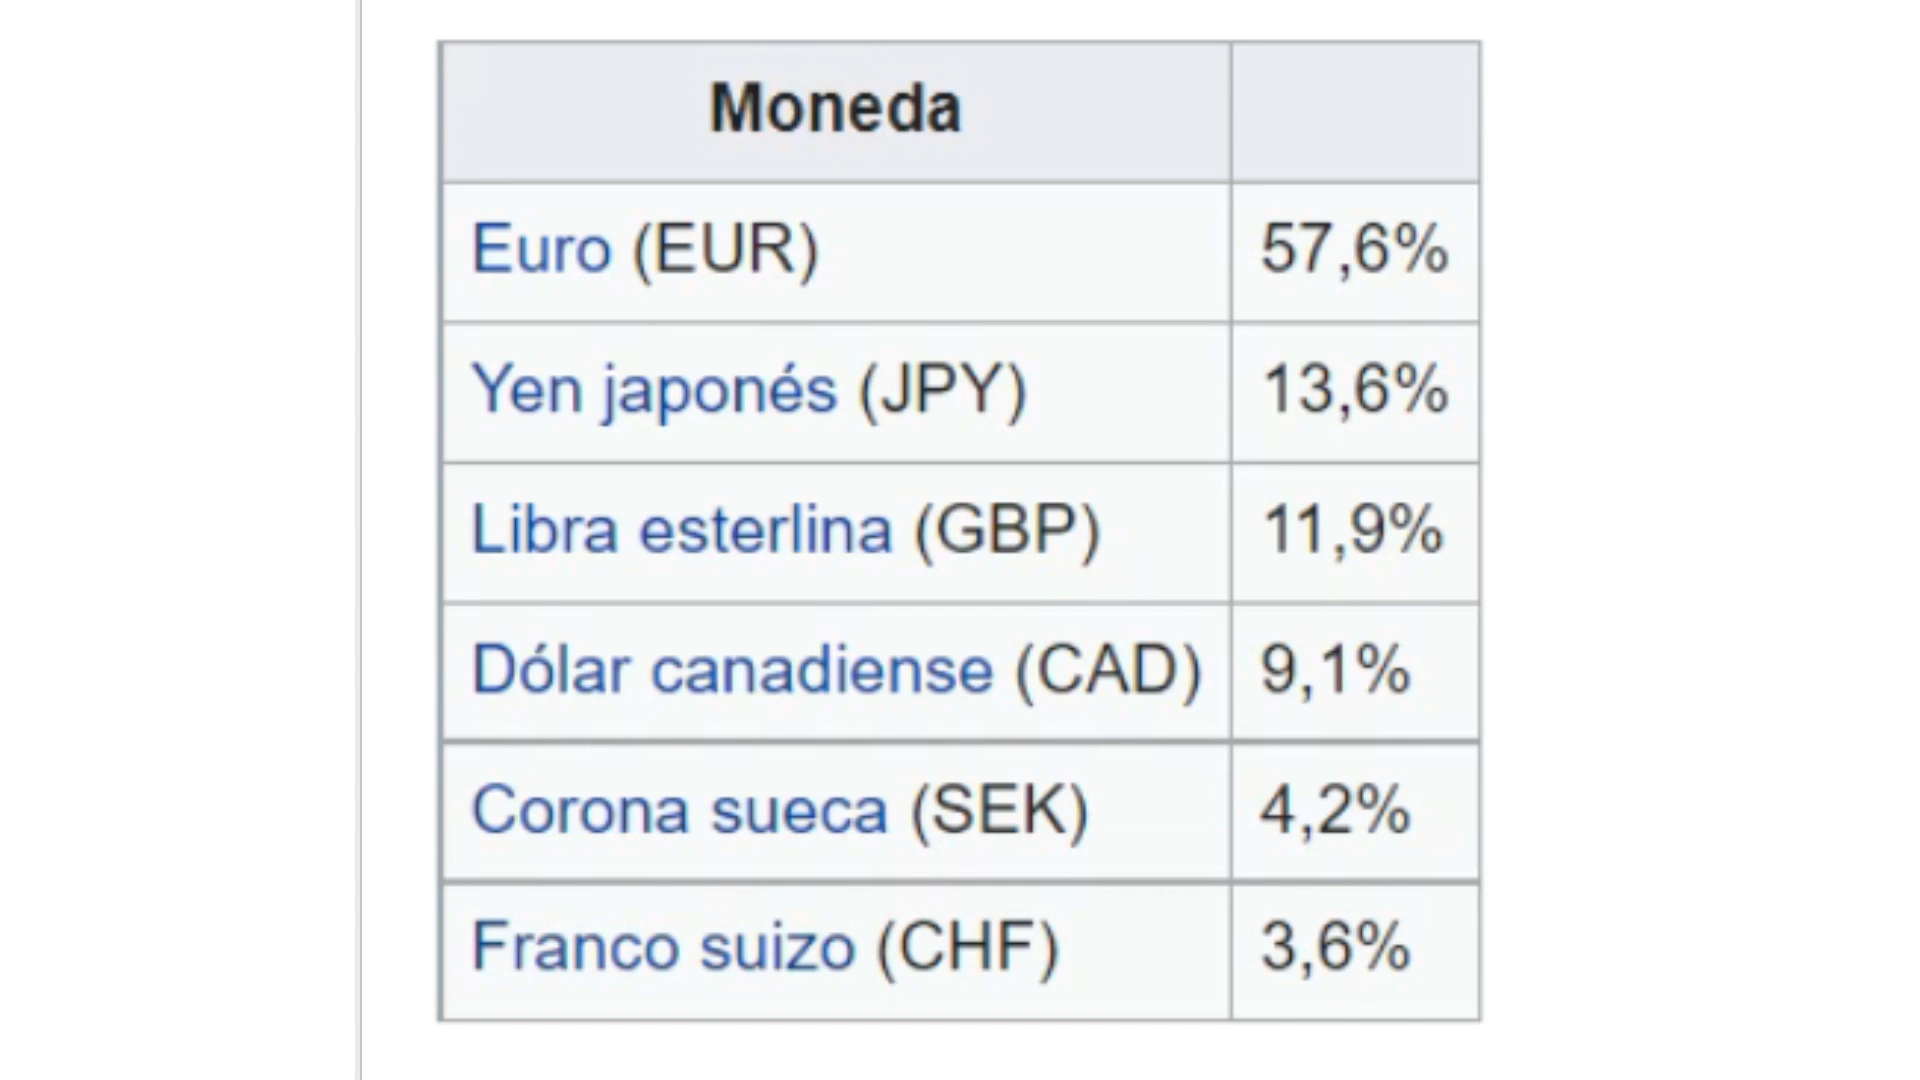 Moneda
Euro (EUR) 57,6%
Yen japonés (JPY) 13,6%
Libra esterlina (GBP) 11,9%
Dólar canadiense (CAD) 9,1%
Corona sueca (SEK) 4,2%
Franco suizo (CHF) 3,6%